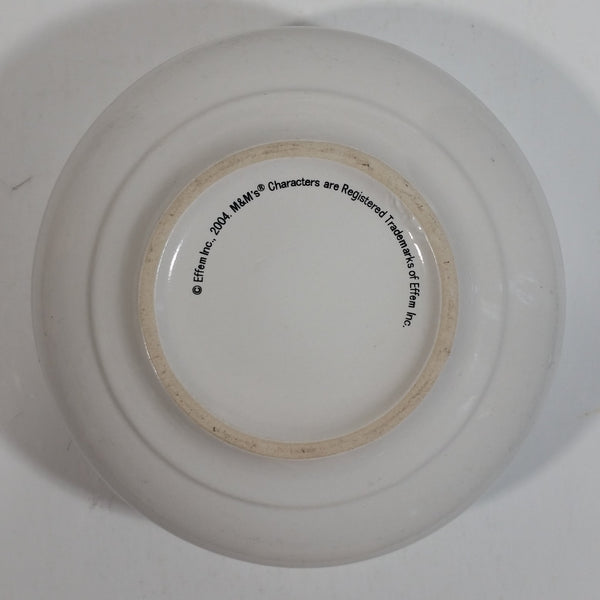 © Effem Inc., 2004. M&M's® Characters are Registered Trademarks of Effem Inc.